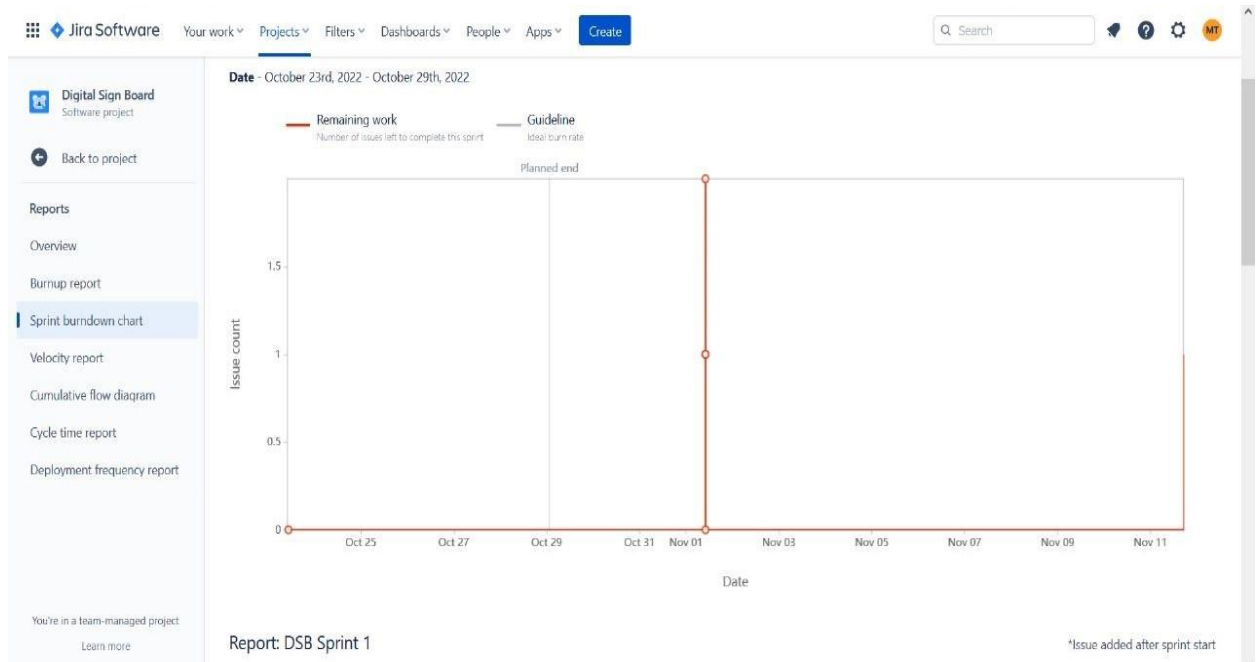 Jira Software Your work Projects Filters Dashboards People Apps Create Search MT
Digital Sign Board
Software project
Back to project
Reports
Overview
Burnup report
Sprint burndown chart
Velocity report
Cumulative flow diagram
Cycle time report
Deployment frequency report
You're in a team-managed project
Learn more
Date - October 23rd, 2022 - October 29th, 2022
Remaining work Guideline
Number of issues left to complete this sprint Ideal burn rate
Planned end
1.5
1
0.5
0
Issue count
Oct 25 Oct 27 Oct 29 Oct 31 Nov 01 Nov 03 Nov 05 Nov 07 Nov 09 Nov 11
Date
Report: DSB Sprint 1 *Issue added after sprint start